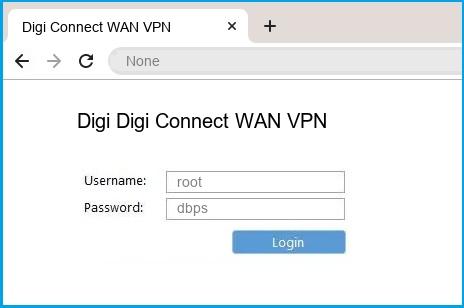 Digi Connect WAN VPN
None
Digi Digi Connect WAN VPN
Username: root
Password: dbps
Login